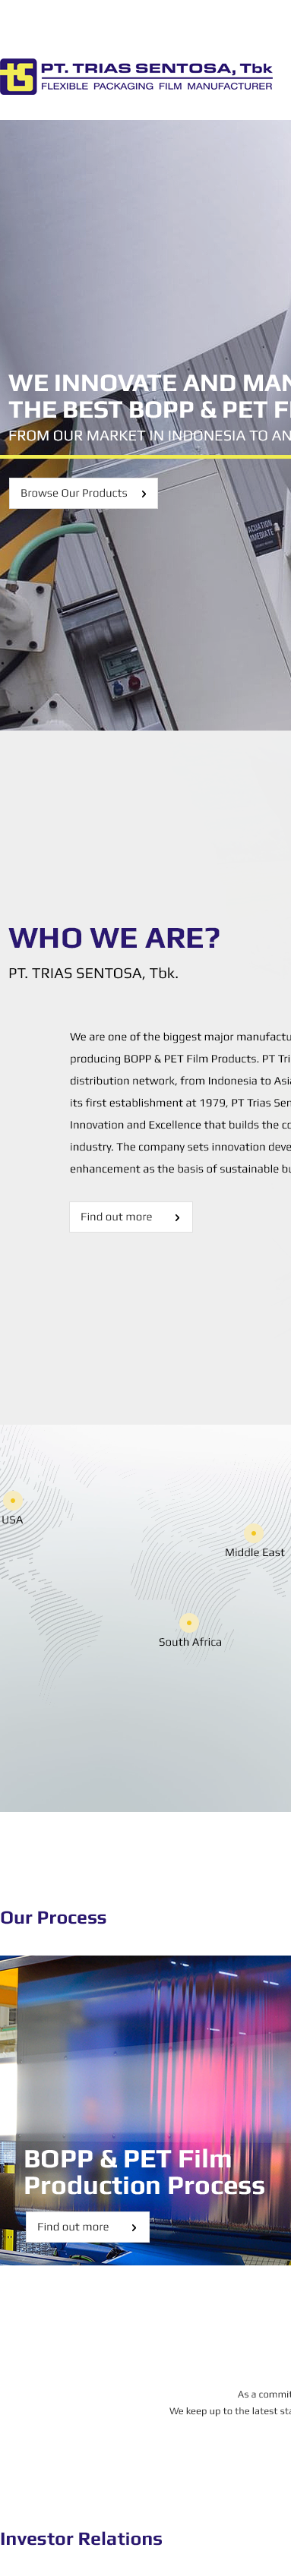 ts PT. TRIAS SENTOSA, Tbk
FLEXIBLE PACKAGING FILM MANUFACTURER
WE INNOVATE AND MAN
THE BEST BOPP & PET F
FROM OUR MARKET IN INDONESIA TO AN
Browse Our Products
WHO WE ARE?
PT. TRIAS SENTOSA, Tbk.
We are one of the biggest major manufactu
producing BOPP & PET Film Products. PT Tri
distribution network, from Indonesia to Asi
its first establishment at 1979, PT Trias Sen
Innovation and Excellence that builds the co
industry. The company sets innovation deve
enhancement as the basis of sustainable bu
Find out more
USA
Middle East
South Africa
Our Process
BOPP & PET Film
Production Process
Find out more
As a commit
We keep up to the latest sta
Investor Relations